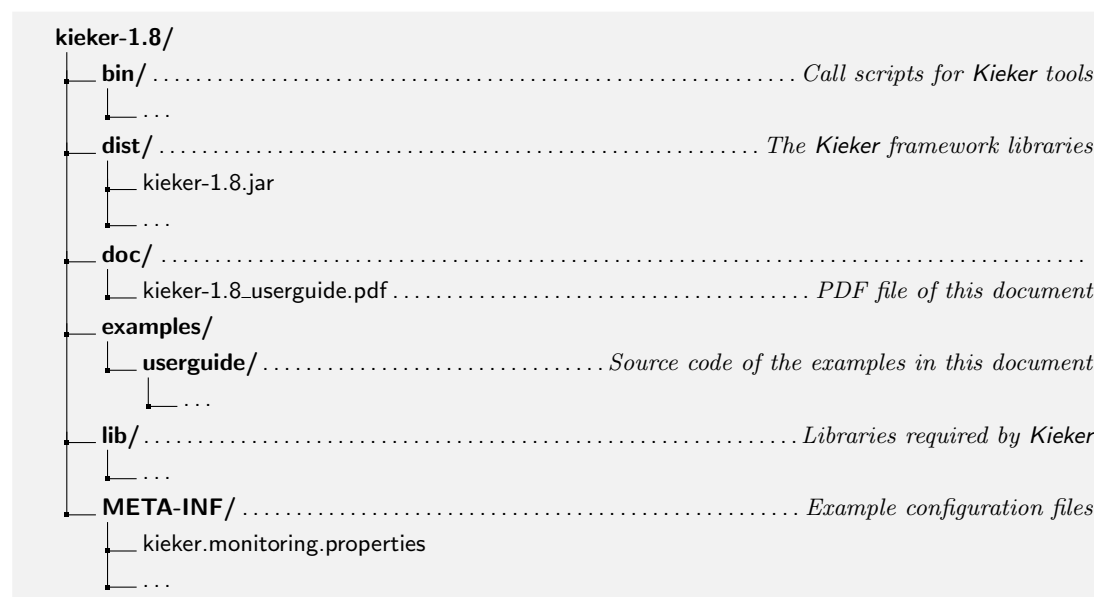 kieker-1.8/
bin/ . . . . . . . . . . . . . . . . . . . . . . . . . . . . . . . . . . . . . . . . Call scripts for Kieker tools
. . .
dist/ . . . . . . . . . . . . . . . . . . . . . . . . . . . . . . . . . . . . . . . . The Kieker framework libraries
kieker-1.8.jar
. . .
doc/ . . . . . . . . . . . . . . . . . . . . . . . . . . . . . . . . . . . . . . . .
kieker-1.8_userguide.pdf . . . . . . . . . . . . . . . . . . . . . . . . . . . . . . PDF file of this document
examples/
userguide/ . . . . . . . . . . . . . . . . . . . . . . . . . . . . . . Source code of the examples in this document
. . .
lib/ . . . . . . . . . . . . . . . . . . . . . . . . . . . . . . . . . . . . . . . . Libraries required by Kieker
. . .
META-INF/ . . . . . . . . . . . . . . . . . . . . . . . . . . . . . . . . . . . . . . . . Example configuration files
kieker.monitoring.properties
. . .